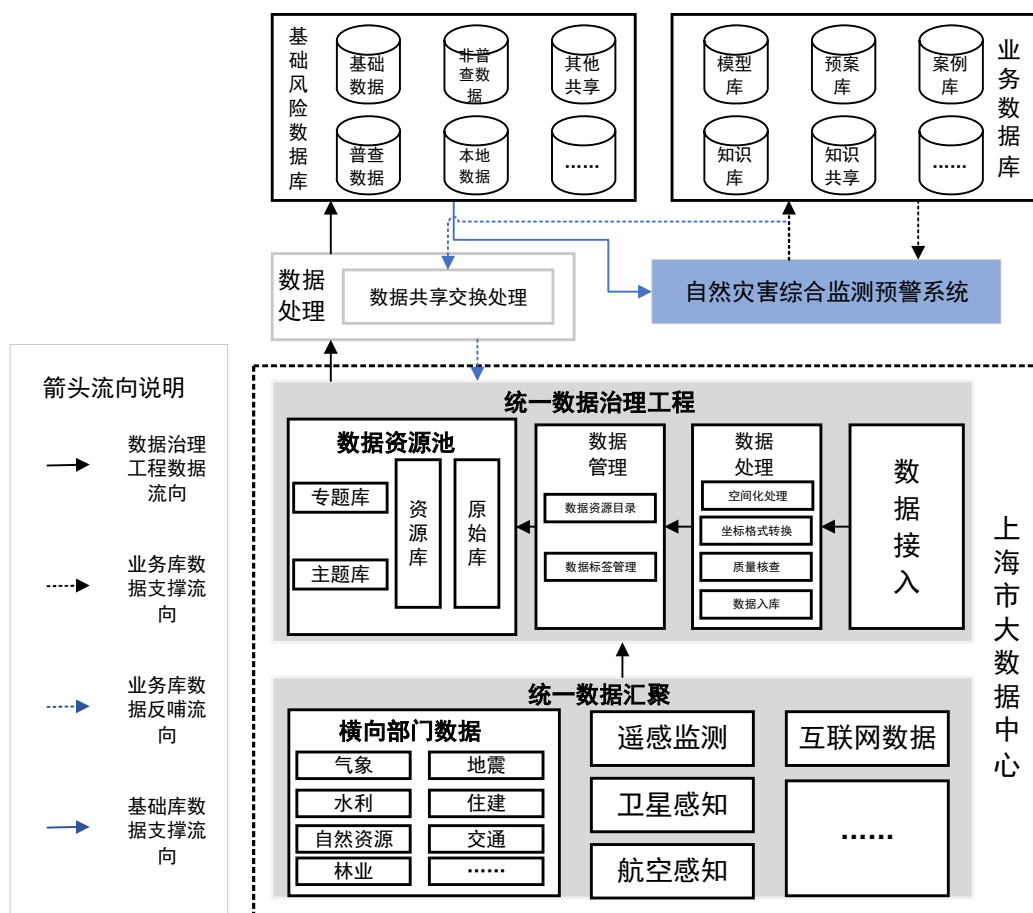 基础风险数据库
基础
数据
非普
查数
据
其他
共享
普查
数据
本地
数据
……
模型
库
预案
库
案例
库
知识
库
知识
共享
……
业务数据库
数据
处理
数据共享交换处理
自然灾害综合监测预警系统
箭头流向说明
数据治理
工程数据
流向
业务库数
据支撑流
向
业务库数
据反哺流
向
基础库数
据支撑流
向
统一数据治理工程
数据资源池
专题库
主题库
资源库
原始库
数据
管理
数据资源目录
数据标签管理
数据
处理
空间化处理
坐标格式转换
质量核查
数据入库
数据接入
统一数据汇聚
横向部门数据
气象
地震
水利
住建
自然资源
交通
林业
……
遥感监测
卫星感知
航空感知
互联网数据
……
上海市大数据中心